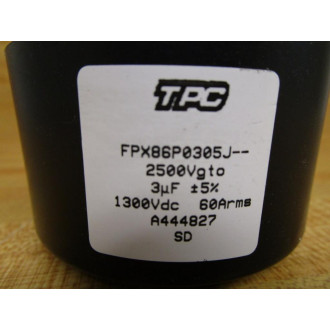 TPC
FPX86P0305J--
2500Vgto
3µF ±5%
1300Vdc 60Arms
A444827
SD